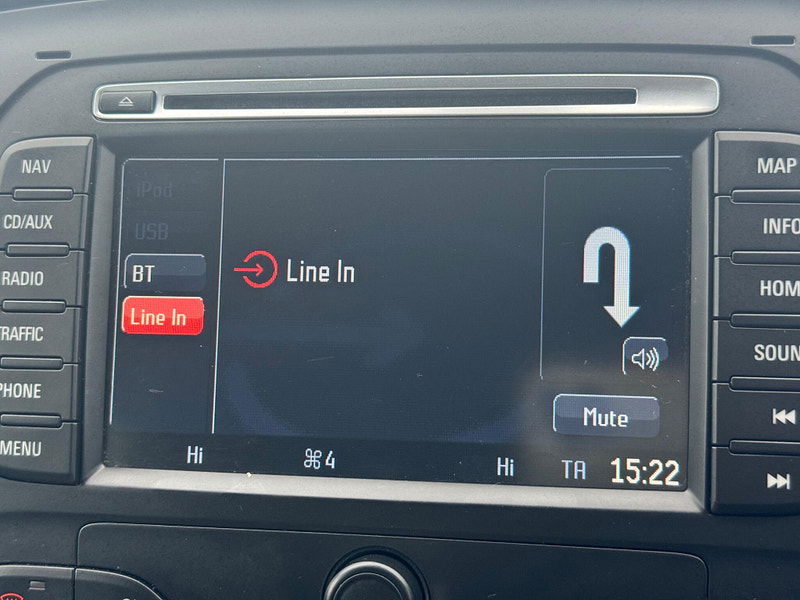 NAV
CD/AUX
RADIO
TRAFFIC
PHONE
MENU
iPod
USB
BT
Line In
Line In
Mute
Hi
4
Hi
TA
15:22
MAP
INFO
HOM
SOUN